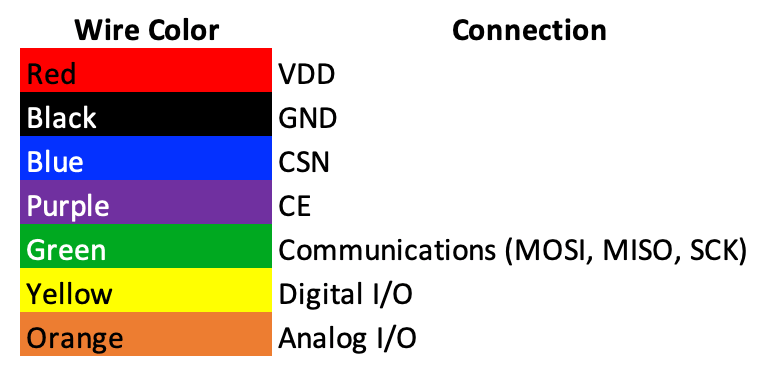 Wire Color Connection
Red VDD
Black GND
Blue CSN
Purple CE
Green Communications (MOSI, MISO, SCK)
Yellow Digital I/O
Orange Analog I/O